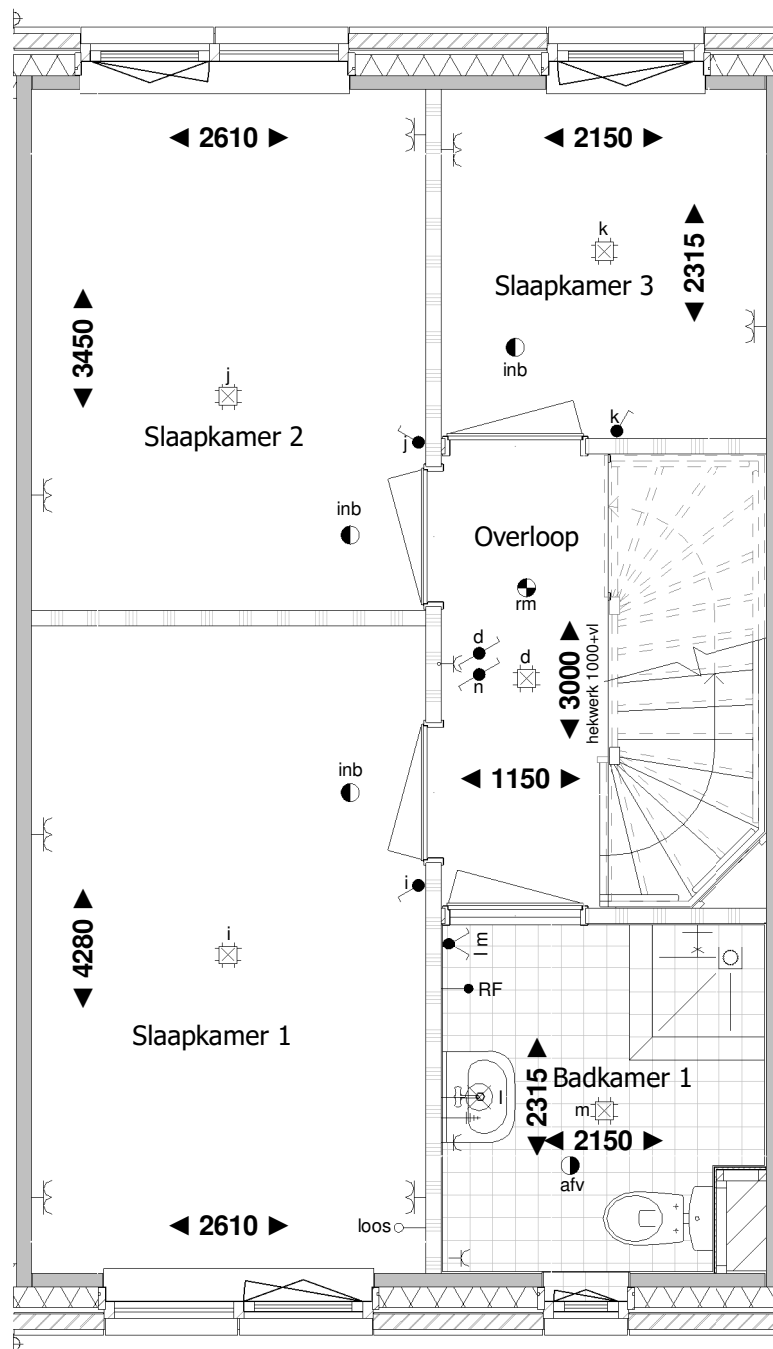 2610
2150
k
2315
Slaapkamer 3
3450
inb
j
k
Slaapkamer 2
j
inb
Overloop
rm
d
d
n
3000
hekwerk 1000+vl
inb
1150
i
4280
i
l m
RF
Slaapkamer 1
2315
Badkamer 1
l
m
2150
afv
2610
loos